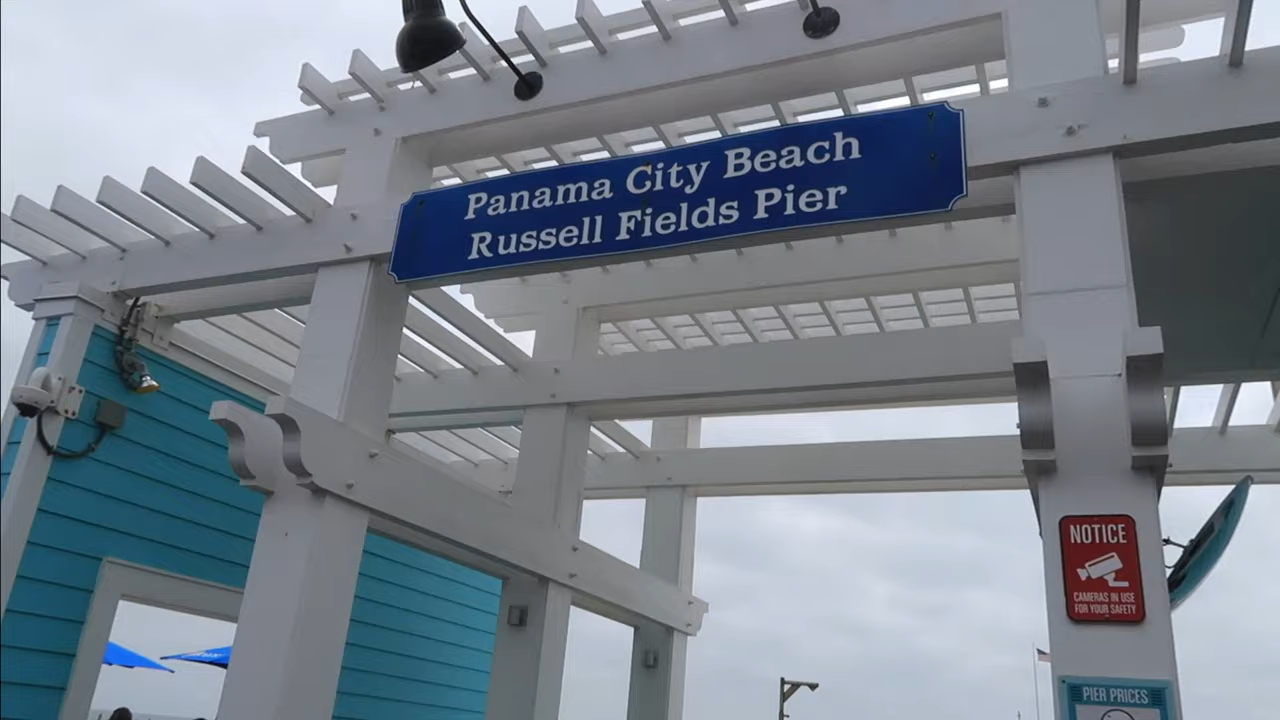 Panama City Beach
Russell Fields Pier
NOTICE
CAMERAS IN USE
FOR YOUR SAFETY
PIER PRICES